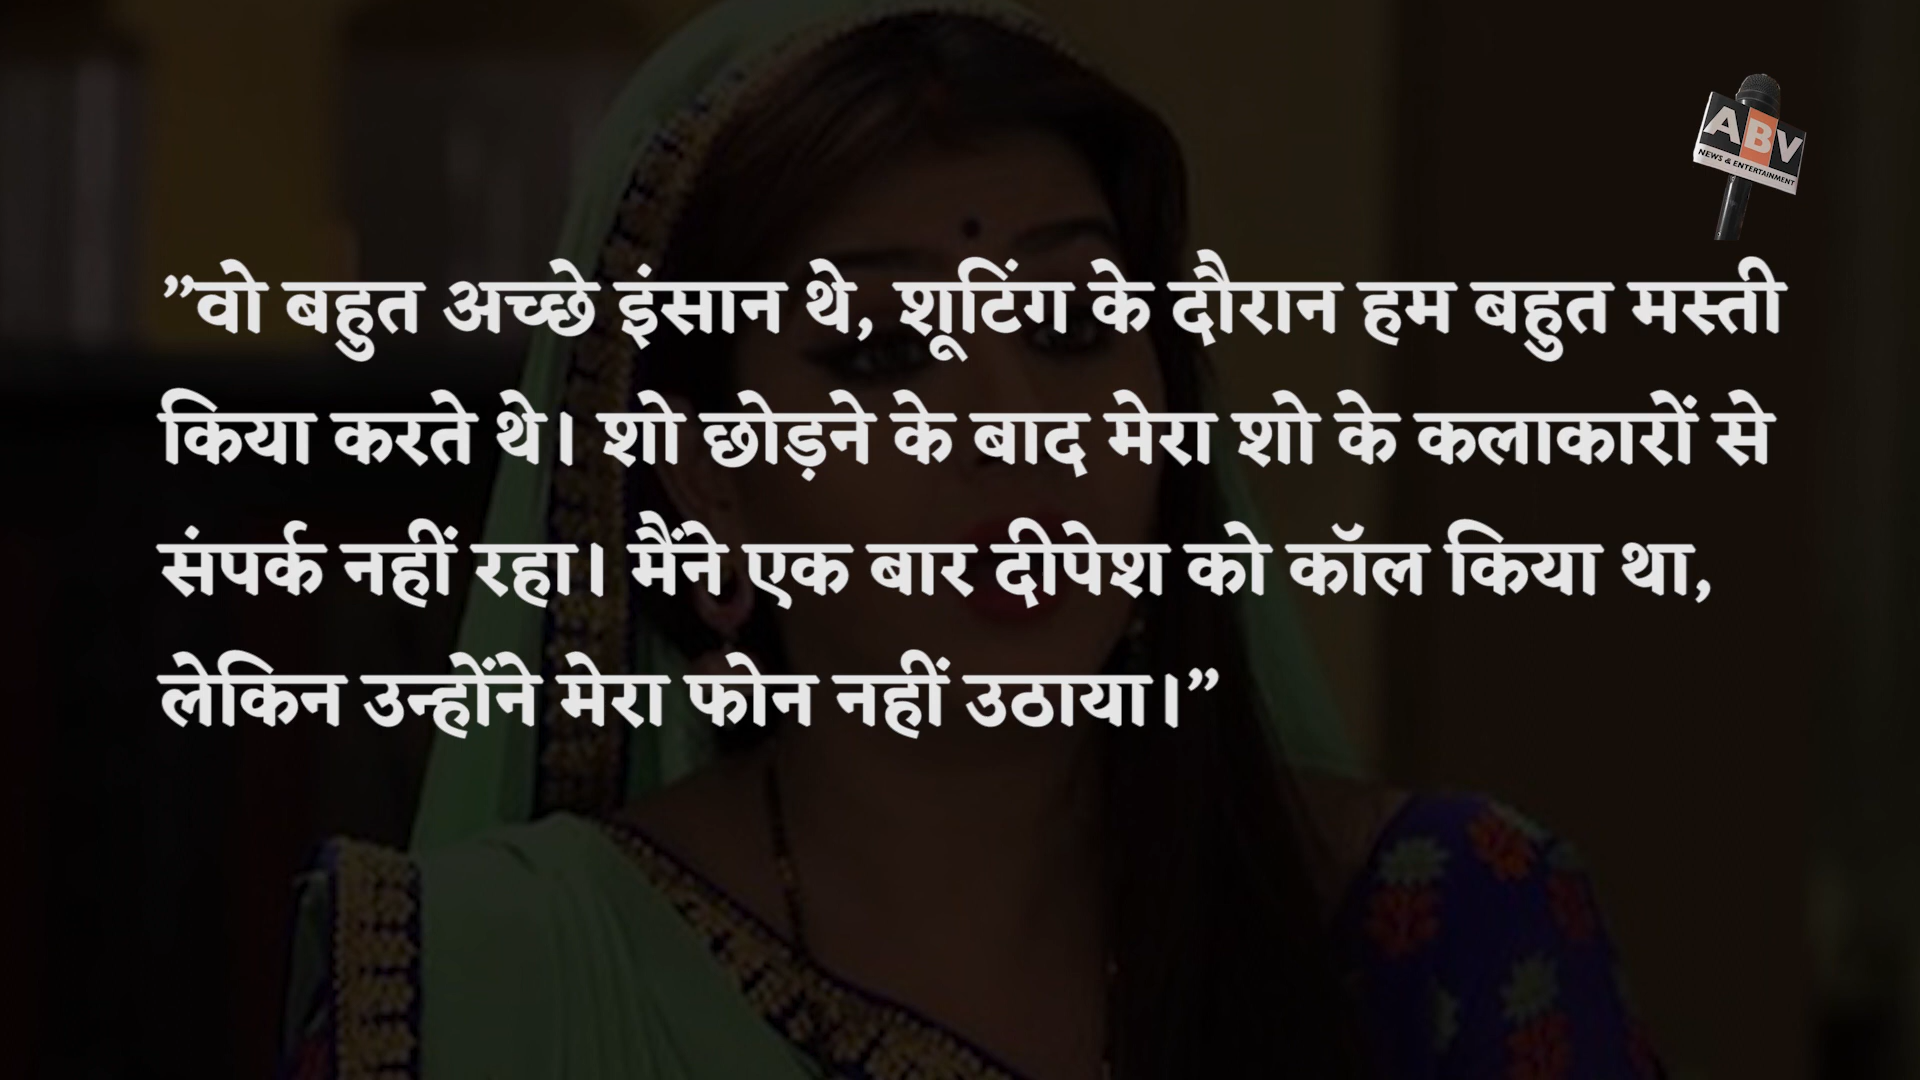 ABV
NEWS & ENTERTAINMENT
”वो बहुत अच्छे इंसान थे, शूटिंग के दौरान हम बहुत मस्ती
किया करते थे। शो छोड़ने के बाद मेरा शो के कलाकारों से
संपर्क नहीं रहा। मैंने एक बार दीपेश को कॉल किया था,
लेकिन उन्होंने मेरा फोन नहीं उठाया।”